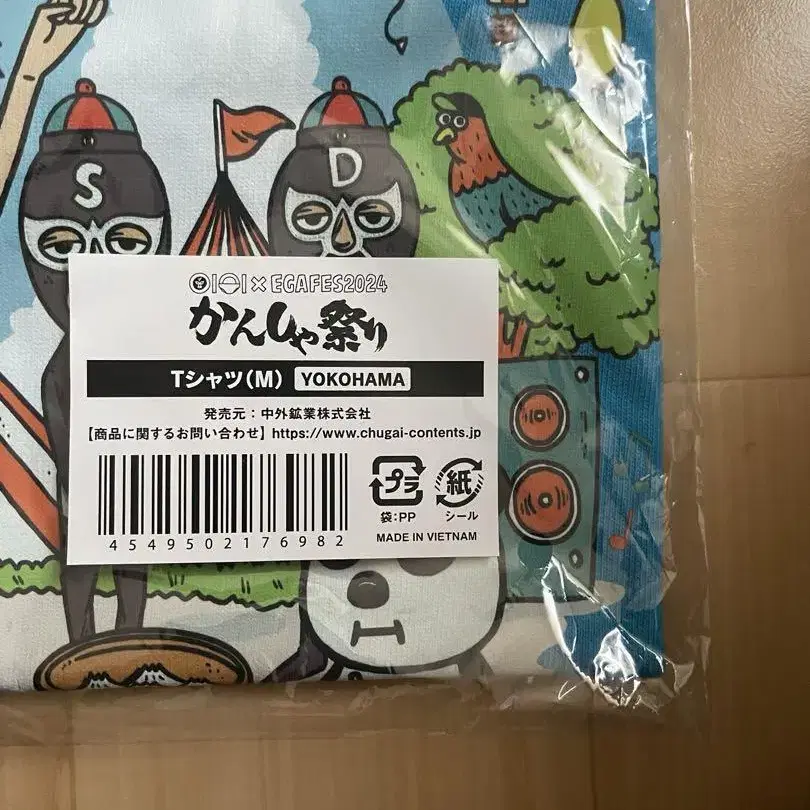 S
D
× EGAFES2024
かんしゃ祭り
Tシャツ(M) YOKOHAMA
発売元:中外鉱業株式会社
【商品に関するお問い合わせ】https://www.chugai-contents.jp
プラ 紙
袋:PP シール
4549502176982
MADE IN VIETNAM